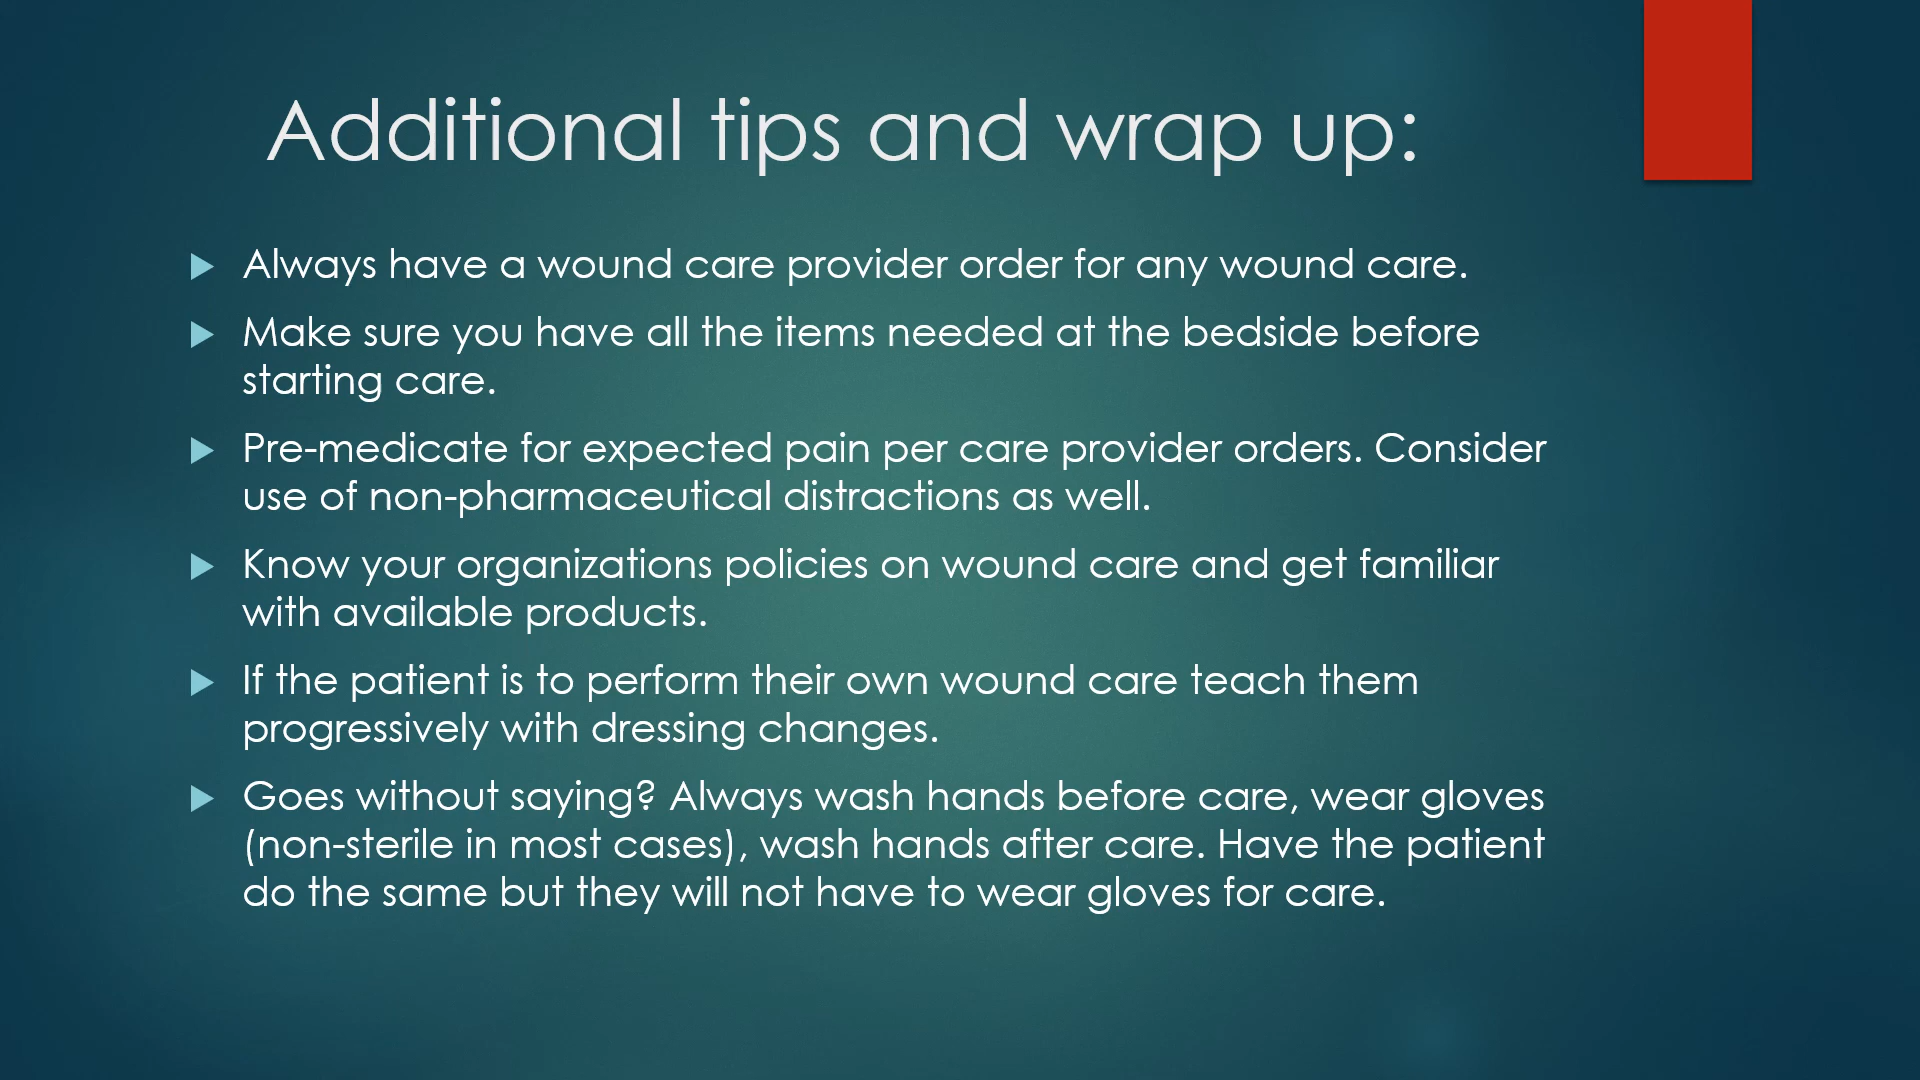 Additional tips and wrap up:
Always have a wound care provider order for any wound care.
Make sure you have all the items needed at the bedside before
starting care.
Pre-medicate for expected pain per care provider orders. Consider
use of non-pharmaceutical distractions as well.
Know your organizations policies on wound care and get familiar
with available products.
If the patient is to perform their own wound care teach them
progressively with dressing changes.
Goes without saying? Always wash hands before care, wear gloves
(non-sterile in most cases), wash hands after care. Have the patient
do the same but they will not have to wear gloves for care.